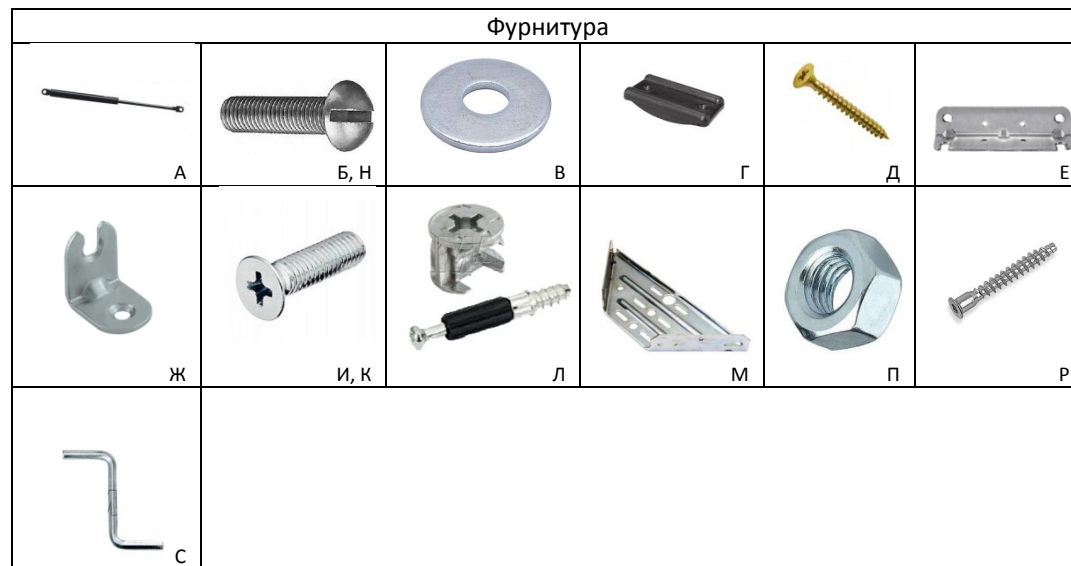 Фурнитура
А
Б, Н
В
Г
Д
Е
Ж
И, К
Л
М
П
Р
С